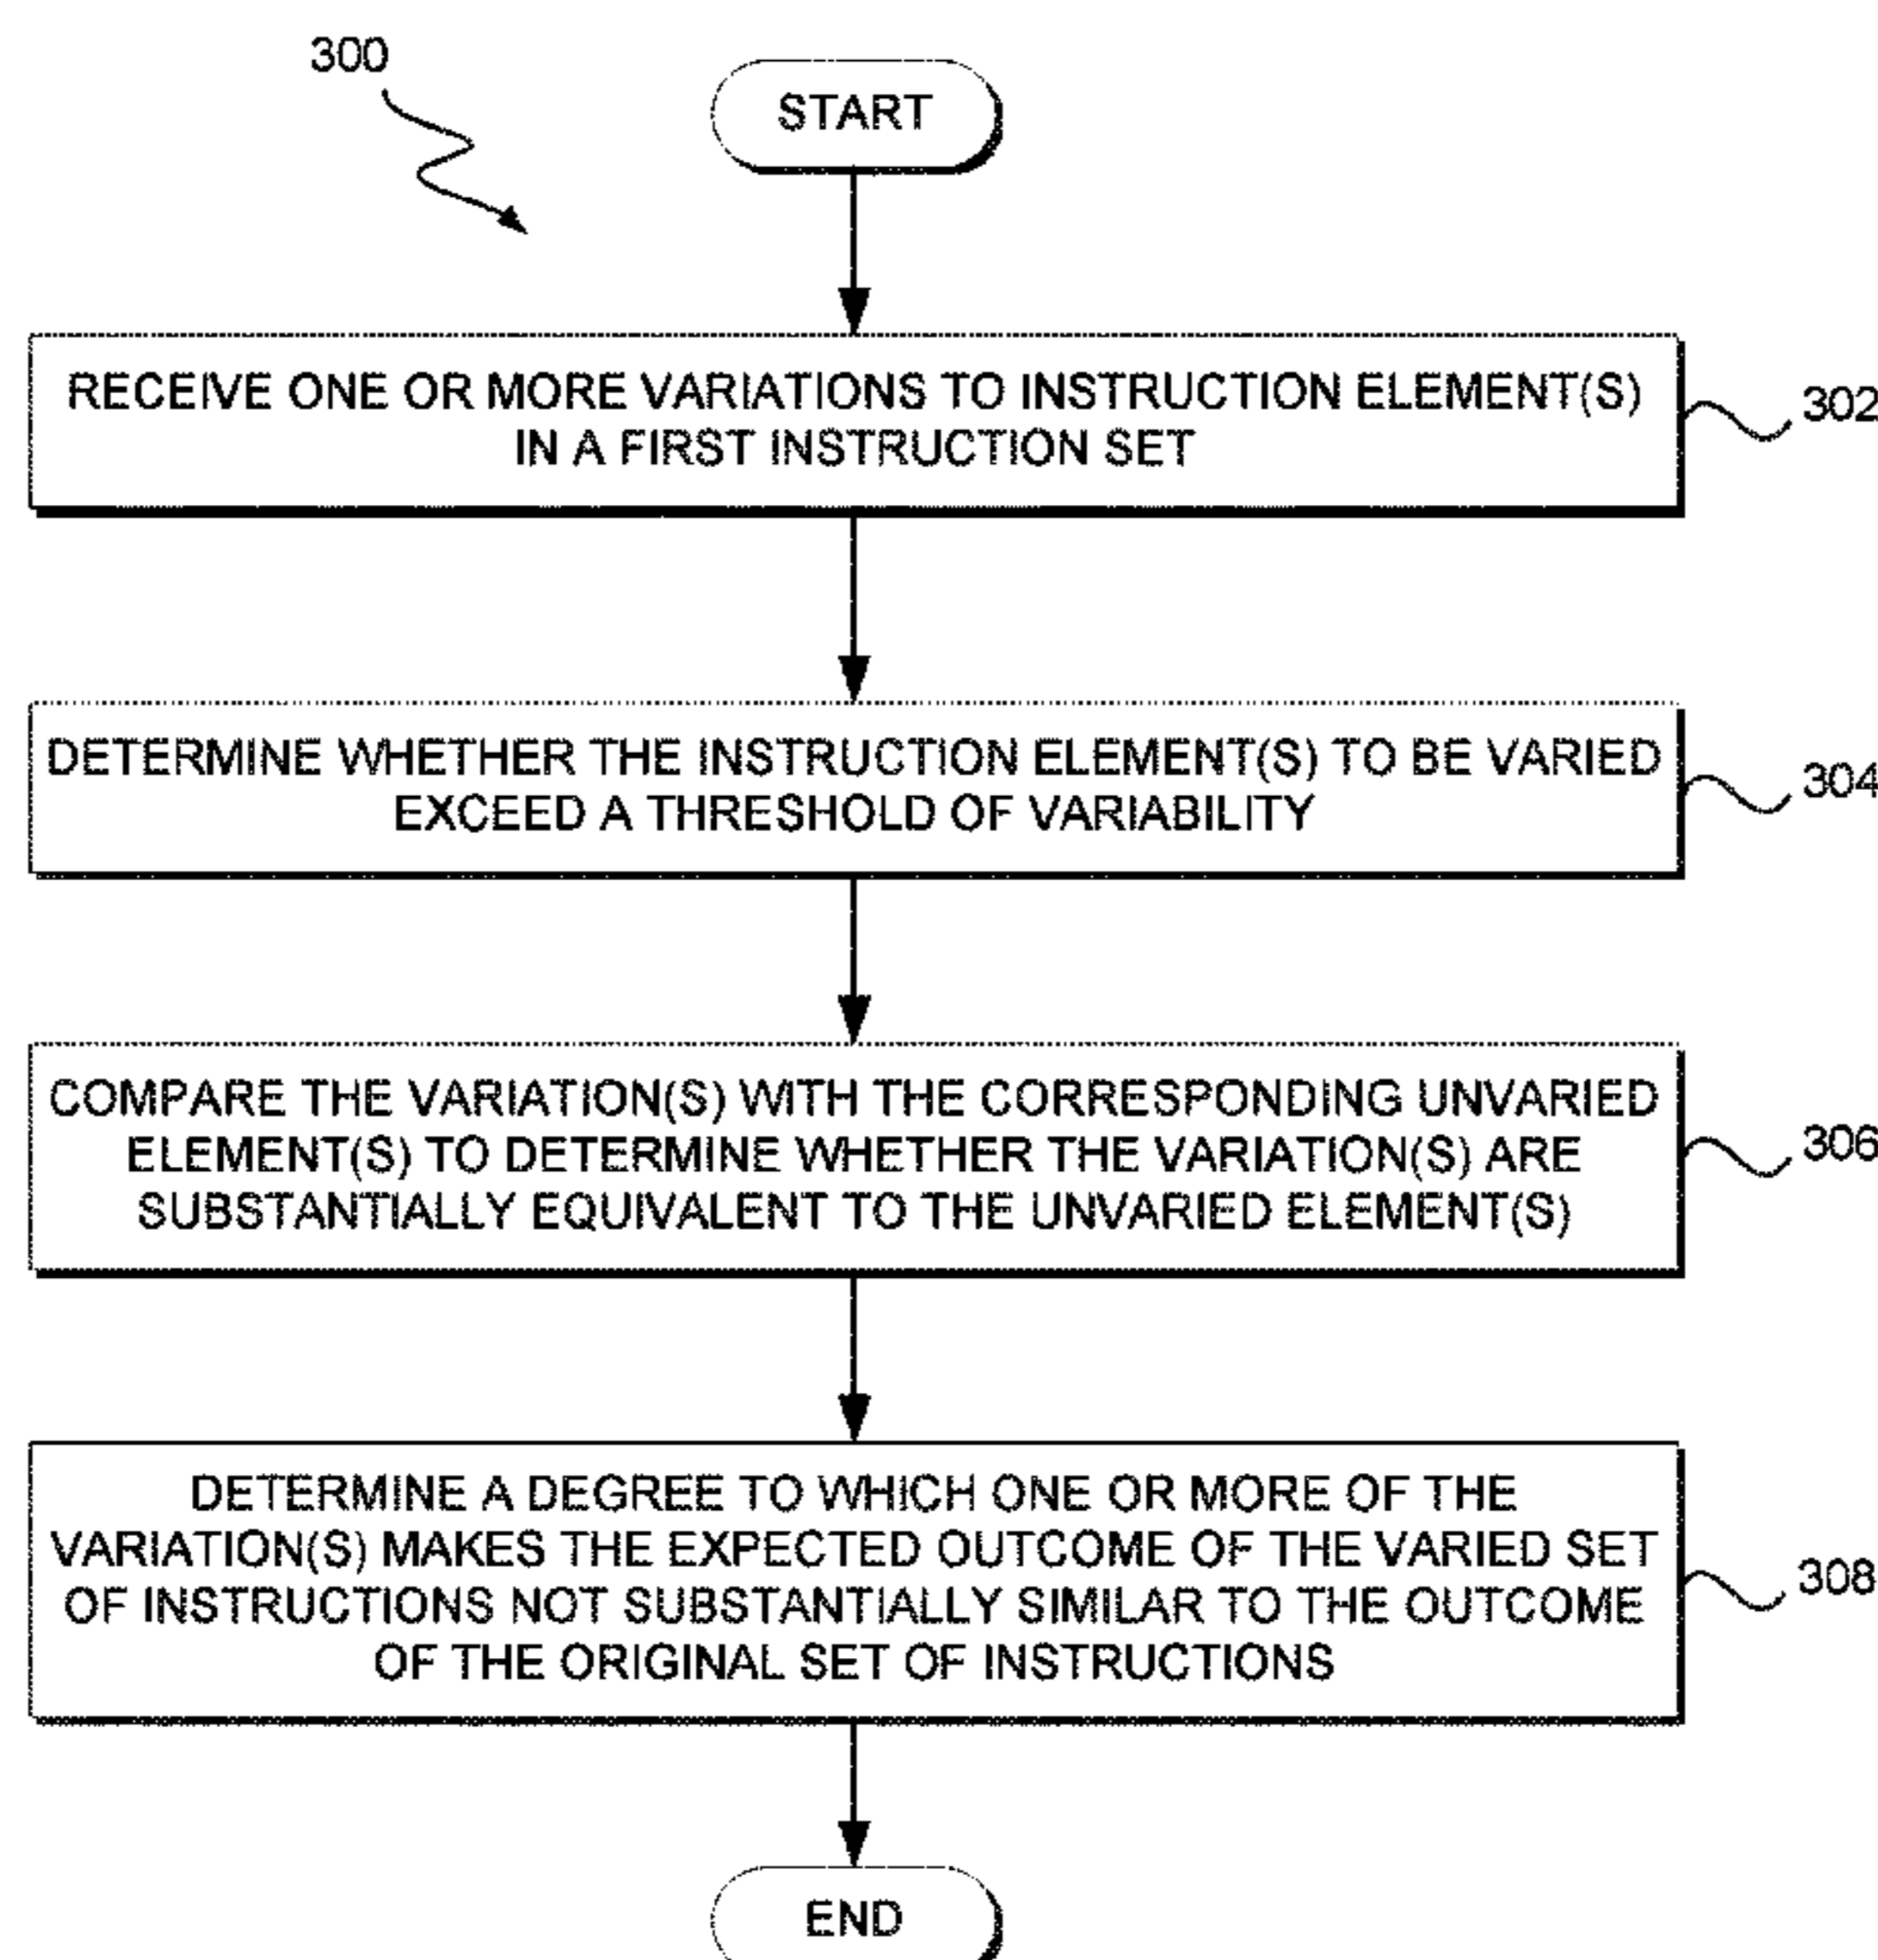 300
START
RECEIVE ONE OR MORE VARIATIONS TO INSTRUCTION ELEMENT(S)
IN A FIRST INSTRUCTION SET
302
DETERMINE WHETHER THE INSTRUCTION ELEMENT(S) TO BE VARIED
EXCEED A THRESHOLD OF VARIABILITY
304
COMPARE THE VARIATION(S) WITH THE CORRESPONDING UNVARIED
ELEMENT(S) TO DETERMINE WHETHER THE VARIATION(S) ARE
SUBSTANTIALLY EQUIVALENT TO THE UNVARIED ELEMENT(S)
306
DETERMINE A DEGREE TO WHICH ONE OR MORE OF THE
VARIATION(S) MAKES THE EXPECTED OUTCOME OF THE VARIED SET
OF INSTRUCTIONS NOT SUBSTANTIALLY SIMILAR TO THE OUTCOME
OF THE ORIGINAL SET OF INSTRUCTIONS
308
END